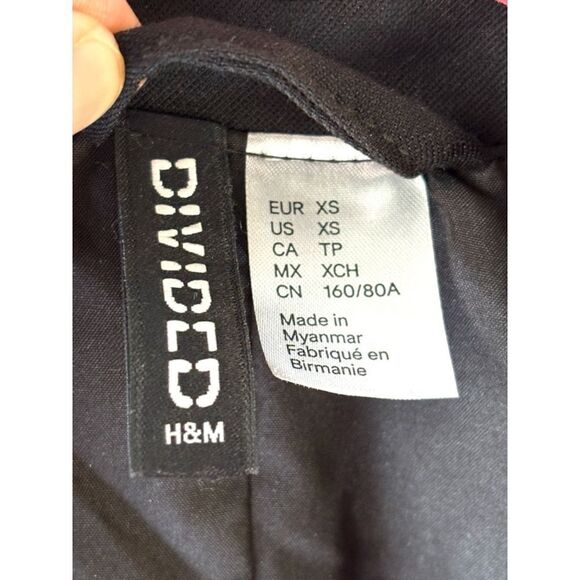 DIVIDED
H&M
EUR XS
US XS
CA TP
MX XCH
CN 160/80A
Made in
Myanmar
Fabriqué en
Birmanie